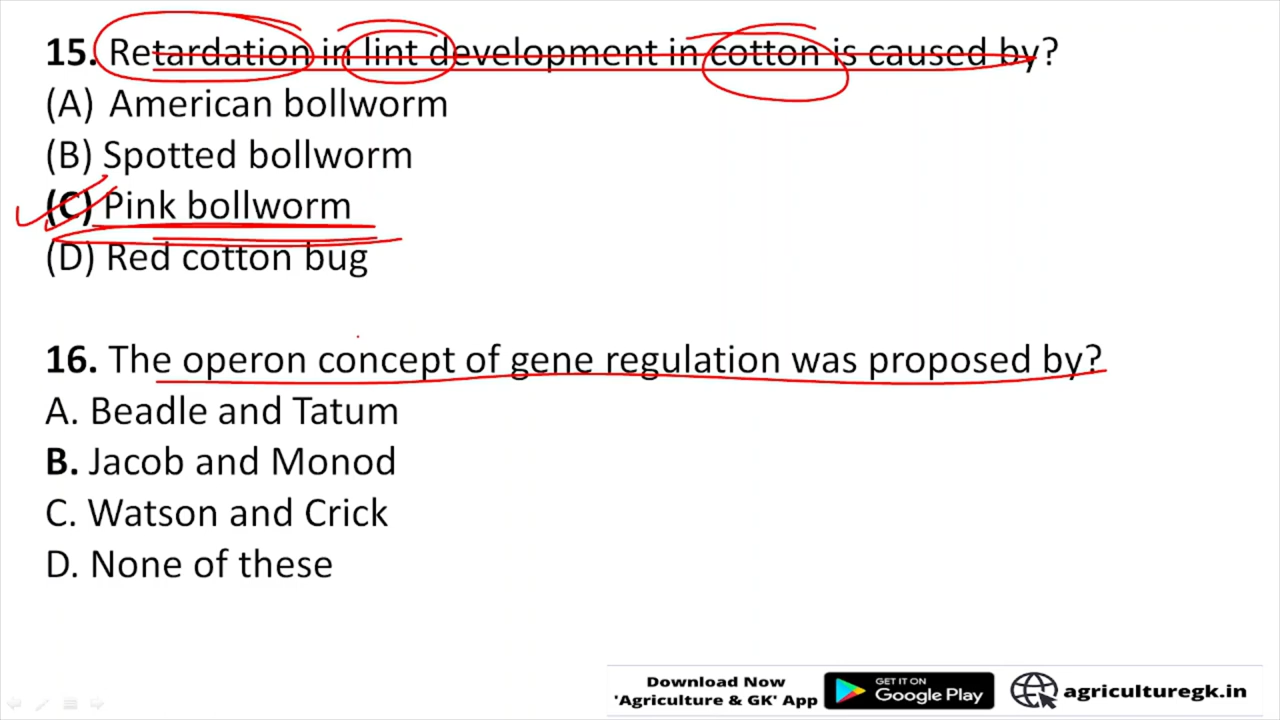 15. Retardation in lint development in cotton is caused by?
(A) American bollworm
(B) Spotted bollworm
(C) Pink bollworm
(D) Red cotton bug
16. The operon concept of gene regulation was proposed by?
A. Beadle and Tatum
B. Jacob and Monod
C. Watson and Crick
D. None of these
Download Now
'Agriculture & GK' App
GET IT ON
Google Play
agriculturegk.in